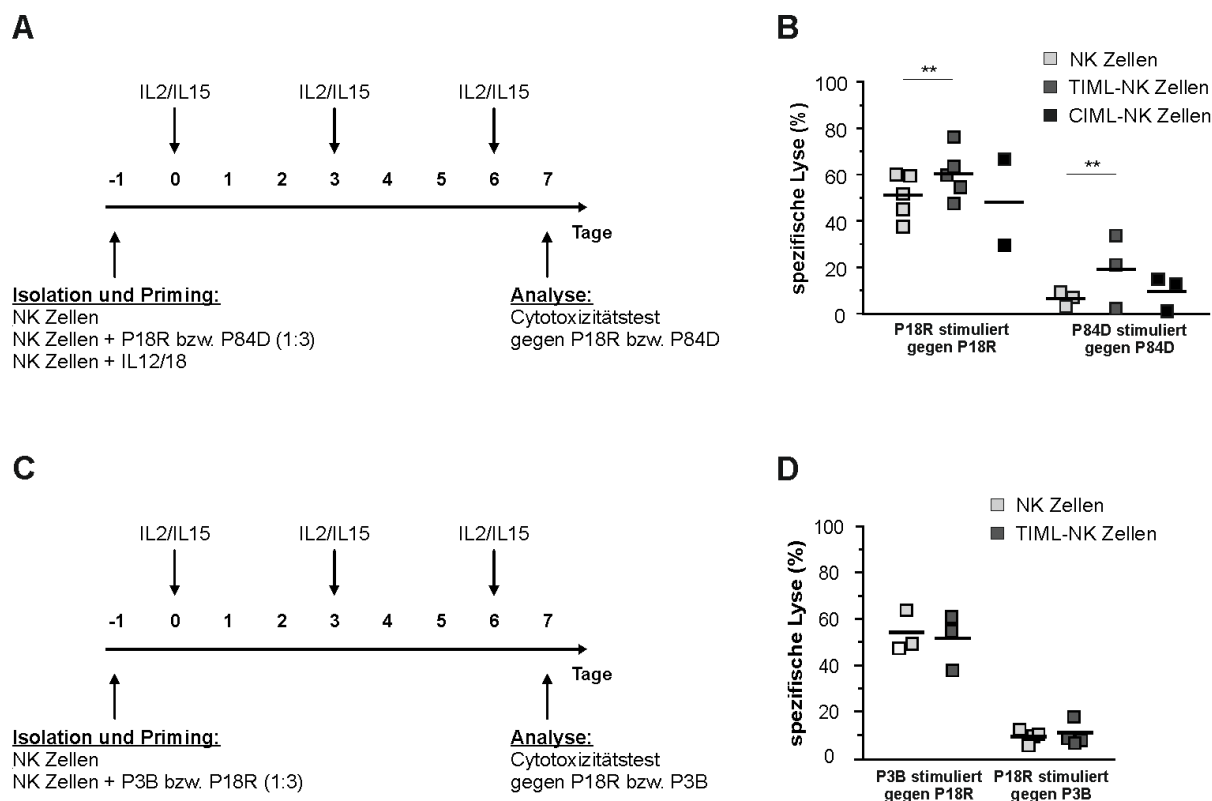 A
IL2/IL15 IL2/IL15 IL2/IL15
-1 0 1 2 3 4 5 6 7
Tage
Isolation und Priming:
NK Zellen
NK Zellen + P18R bzw. P84D (1:3)
NK Zellen + IL12/18
Analyse:
Cytotoxizitätstest
gegen P18R bzw. P84D
B
NK Zellen
TIML-NK Zellen
CIML-NK Zellen
** **
spezifische Lyse (%)
100
80
60
40
20
0
P18R stimuliert
gegen P18R
P84D stimuliert
gegen P84D
C
IL2/IL15 IL2/IL15 IL2/IL15
-1 0 1 2 3 4 5 6 7
Tage
Isolation und Priming:
NK Zellen
NK Zellen + P3B bzw. P18R (1:3)
Analyse:
Cytotoxizitätstest
gegen P18R bzw. P3B
D
NK Zellen
TIML-NK Zellen
spezifische Lyse (%)
100
80
60
40
20
0
P3B stimuliert
gegen P18R
P18R stimuliert
gegen P3B